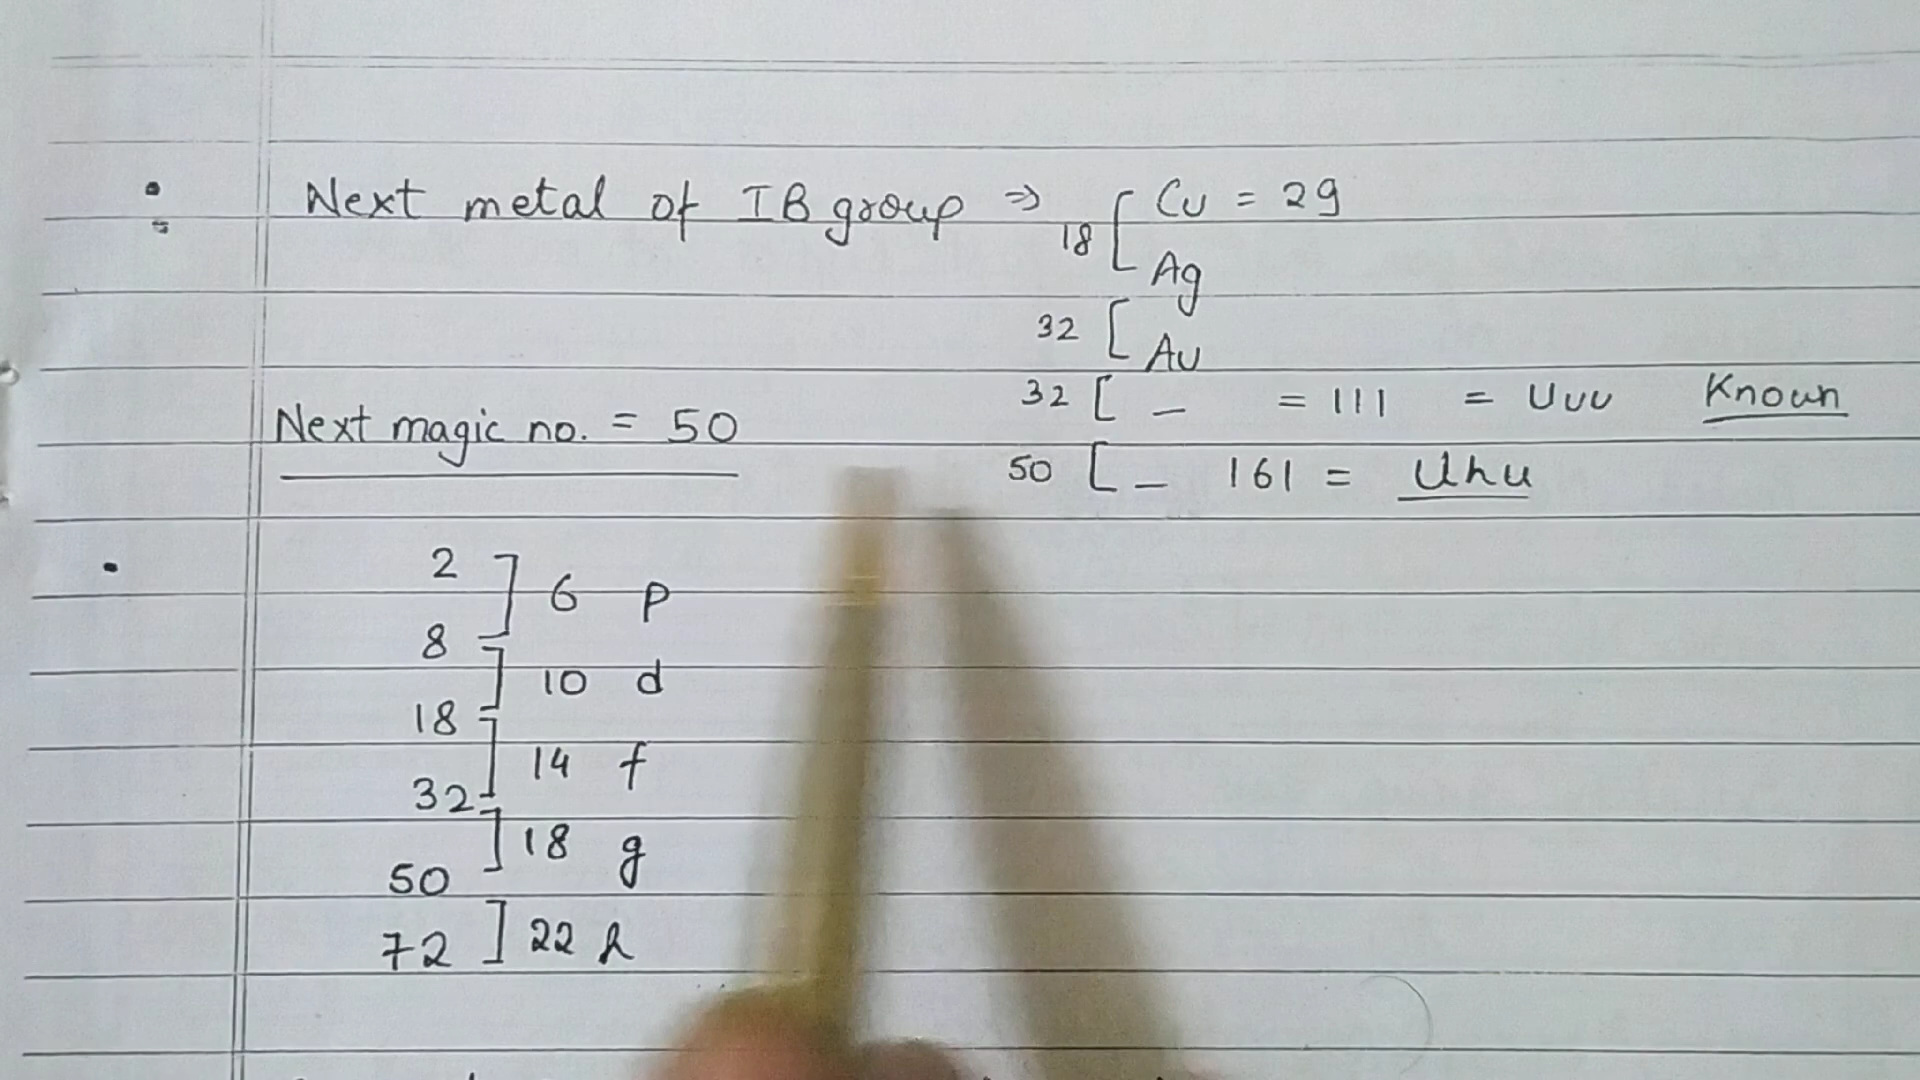 Next metal of IB group ⇒ 18 [ Cu = 29
Ag
32 [ Au
32 [ – = 111 = Uuu Known
Next magic no. = 50
50 [ – 161 = Uhu
2
] 6 p
8
] 10 d
18
] 14 f
32
] 18 g
50
] 22 h
72